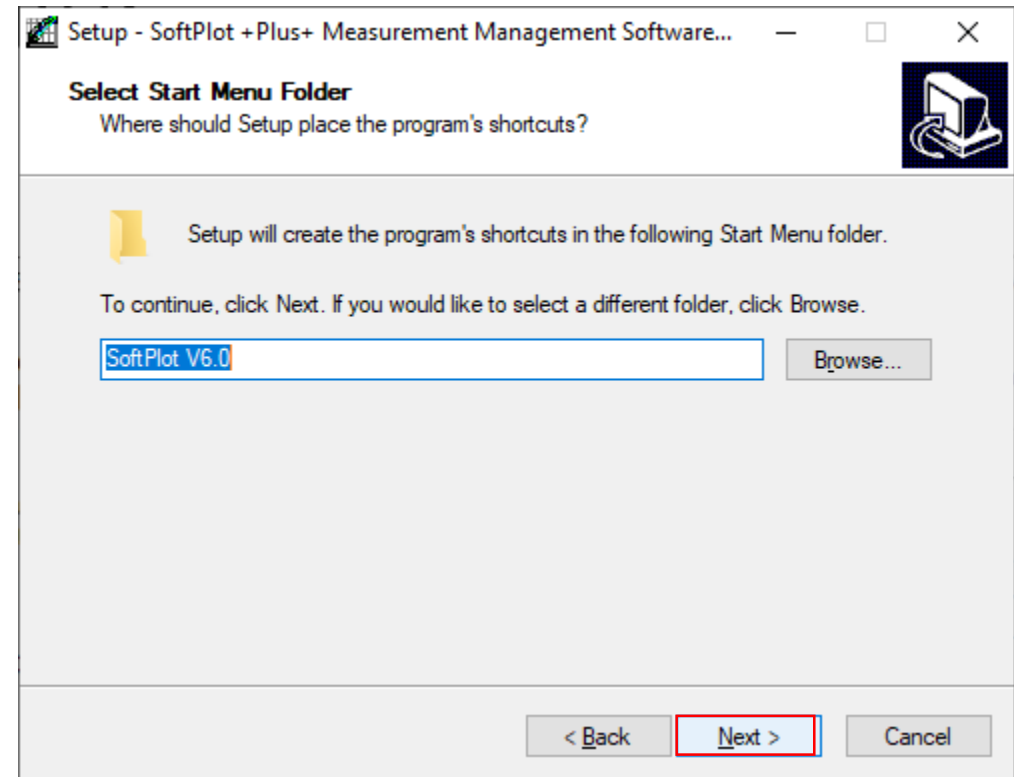 Setup - SoftPlot +Plus+ Measurement Management Software...
Select Start Menu Folder
Where should Setup place the program's shortcuts?
Setup will create the program's shortcuts in the following Start Menu folder.
To continue, click Next. If you would like to select a different folder, click Browse.
SoftPlot V6.0
Browse...
< Back
Next >
Cancel